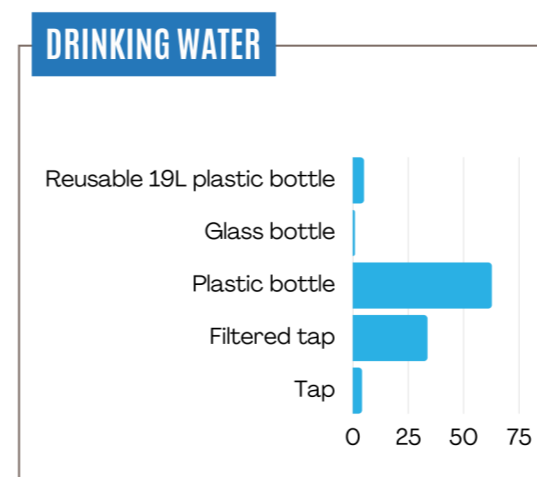 DRINKING WATER
Reusable 19L plastic bottle
Glass bottle
Plastic bottle
Filtered tap
Tap
0 25 50 75